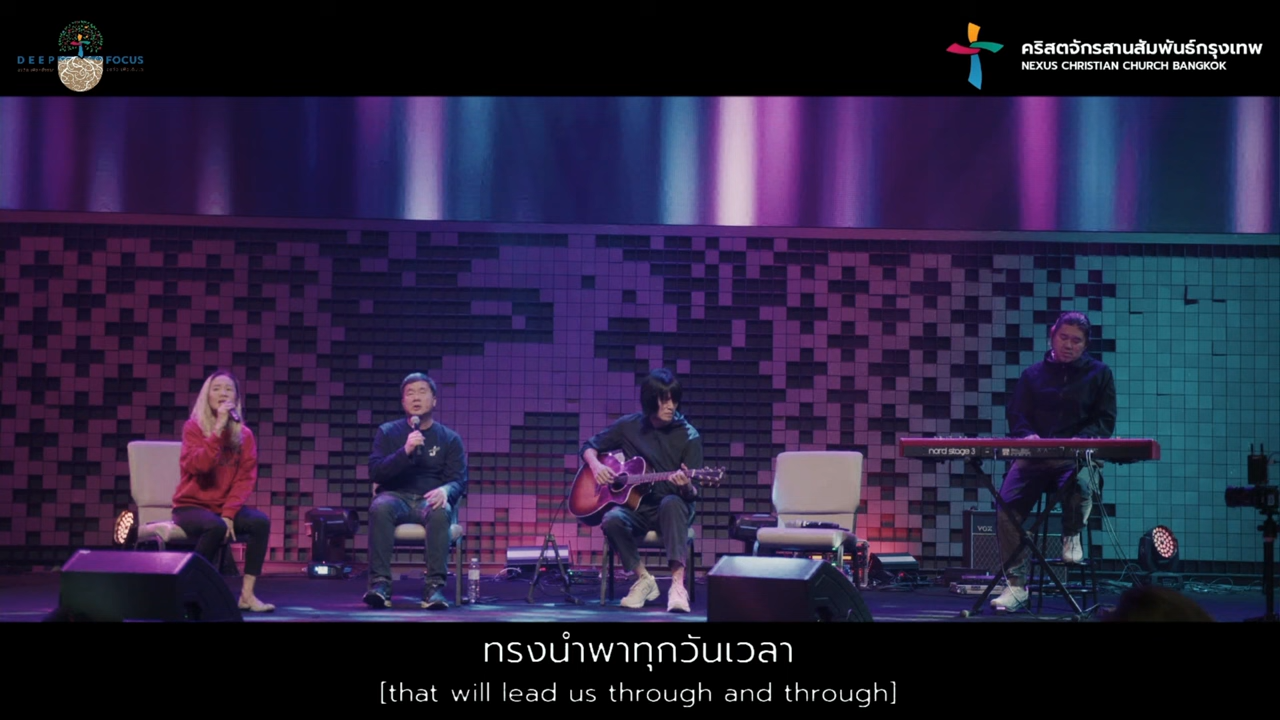 DEEP FOCUS
คริสตจักรสานสัมพันธ์กรุงเทพ
NEXUS CHRISTIAN CHURCH BANGKOK
nord stage 3
VOX
ทรงนำพาทุกวันเวลา
[that will lead us through and through]